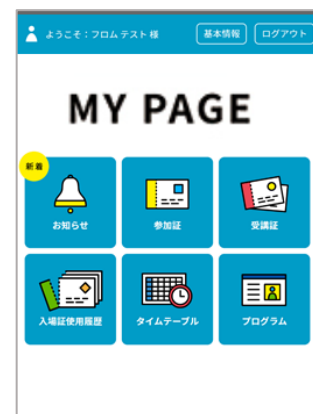 ようこそ：フロムテスト 様
基本情報
ログアウト
MY PAGE
新着
お知らせ
参加証
受講証
入場証使用履歴
タイムテーブル
プログラム